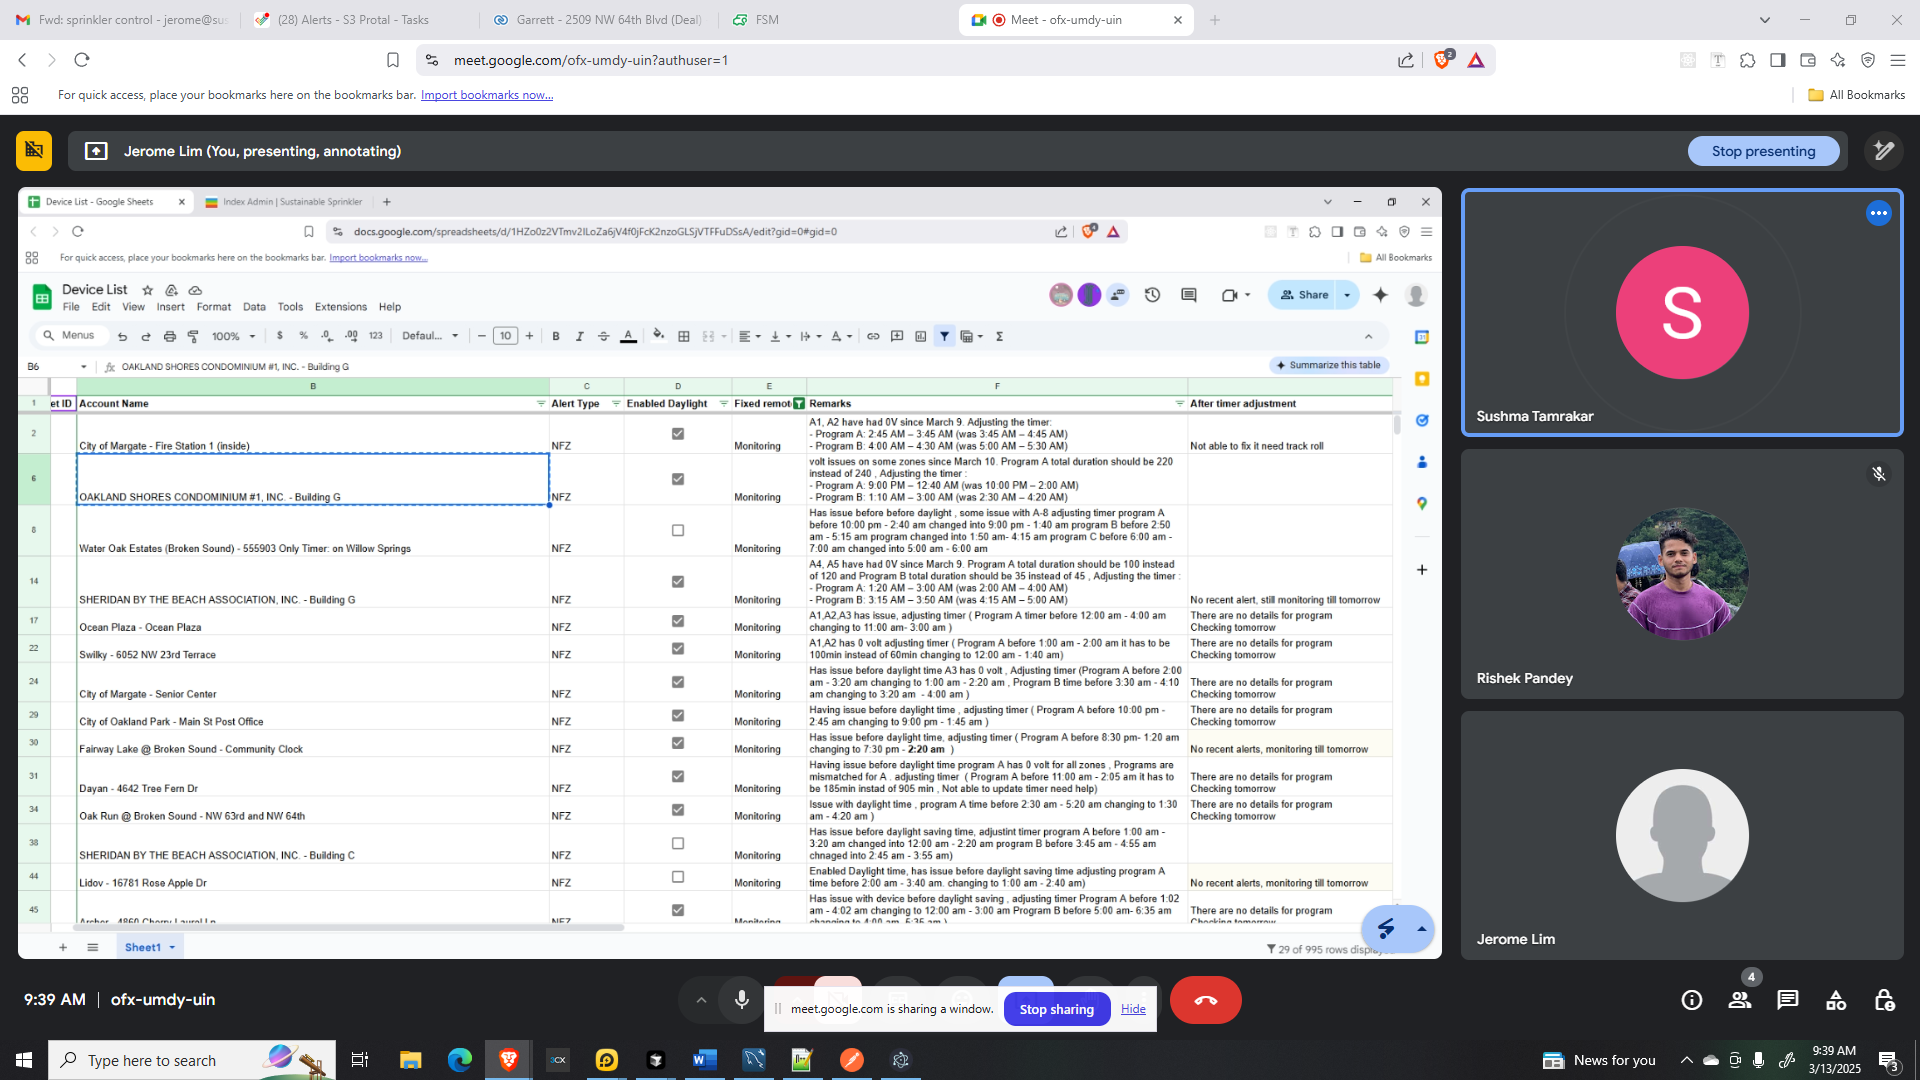 Fwd: sprinkler control - jerome@su
(28) Alerts - S3 Protal - Tasks
Garrett - 2509 NW 64th Blvd (Deal)
FSM
Meet - ofx-umdy-uin
meet.google.com/ofx-umdy-uin?authuser=1
2
For quick access, place your bookmarks here on the bookmarks bar. Import bookmarks now...
All Bookmarks
Jerome Lim (You, presenting, annotating)
Stop presenting
Device List - Google Sheets
Index Admin | Sustainable Sprinkler
docs.google.com/spreadsheets/d/1HZo0z2VTmv2ILoZa6jV4f0jFcK2nzoGLSjVTFFuDSsA/edit?gid=0#gid=0
For quick access, place your bookmarks here on the bookmarks bar. Import bookmarks now...
All Bookmarks
Device List
File Edit View Insert Format Data Tools Extensions Help
Share
Menus
100%
$ % .0 .00 123
Defaul...
10
B I A
B6
OAKLAND SHORES CONDOMINIUM #1, INC. - Building G
Summarize this table
B C D E F
1 et ID Account Name Alert Type Enabled Daylight Fixed remot Remarks After timer adjustment
A1, A2 have had 0V since March 9. Adjusting the timer:
- Program A: 2:45 AM – 3:45 AM (was 3:45 AM – 4:45 AM)
2 City of Margate - Fire Station 1 (inside) NFZ Monitoring - Program B: 4:00 AM – 4:30 AM (was 5:00 AM – 5:30 AM) Not able to fix it need track roll
volt issues on some zones since March 10. Program A total duration should be 220
instead of 240 , Adjusting the timer :
- Program A: 9:00 PM – 12:40 AM (was 10:00 PM – 2:00 AM)
6 OAKLAND SHORES CONDOMINIUM #1, INC. - Building G NFZ Monitoring - Program B: 1:10 AM – 3:00 AM (was 2:30 AM – 4:20 AM)
Has issue before before daylight , some issue with A-8 adjusting timer program A
before 10:00 pm - 2:40 am changed into 9:00 pm - 1:40 am program B before 2:50
am - 5:15 am program changed into 1:50 am- 4:15 am program C before 6:00 am -
8 Water Oak Estates (Broken Sound) - 555903 Only Timer: on Willow Springs NFZ Monitoring 7:00 am changed into 5:00 am - 6:00 am
A4, A5 have had 0V since March 9. Program A total duration should be 100 instead
of 120 and Program B total duration should be 35 instead of 45 , Adjusting the timer :
- Program A: 1:20 AM – 3:00 AM (was 2:00 AM – 4:00 AM)
14 SHERIDAN BY THE BEACH ASSOCIATION, INC. - Building G NFZ Monitoring - Program B: 3:15 AM – 3:50 AM (was 4:15 AM – 5:00 AM) No recent alert, still monitoring till tomorrow
A1,A2,A3 has issue, adjusting timer ( Program A timer before 12:00 am - 4:00 am There are no details for program
17 Ocean Plaza - Ocean Plaza NFZ Monitoring changing to 11:00 am- 3:00 am ) Checking tomorrow
A1,A2 has 0 volt adjusting timer ( Program A before 1:00 am - 2:00 am it has to be There are no details for program
22 Swilky - 6052 NW 23rd Terrace NFZ Monitoring 100min instead of 60min changing to 12:00 am - 1:40 am) Checking tomorrow
Has issue before daylight time A3 has 0 volt , Adjusting timer (Program A before 2:00
am - 3:20 am changing to 1:00 am - 2:20 am , Program B time before 3:30 am - 4:10 There are no details for program
24 City of Margate - Senior Center NFZ Monitoring am changing to 3:20 am - 4:00 am ) Checking tomorrow
Having issue before daylight time , adjusting timer ( Program A before 10:00 pm - There are no details for program
29 City of Oakland Park - Main St Post Office NFZ Monitoring 2:45 am changing to 9:00 pm - 1:45 am ) Checking tomorrow
Has issue before daylight time, adjusting timer ( Program A before 8:30 pm- 1:20 am
30 Fairway Lake @ Broken Sound - Community Clock NFZ Monitoring changing to 7:30 pm - 2:20 am ) No recent alerts, monitoring till tomorrow
Having issue before daylight time program A has 0 volt for all zones , Programs are
mismatched for A . adjusting timer ( Program A before 11:00 am - 2:05 am it has to There are no details for program
31 Dayan - 4642 Tree Fern Dr NFZ Monitoring be 185min instad of 905 min , Not able to update timer need help) Checking tomorrow
Issue with daylight time , program A time before 2:30 am - 5:20 am changing to 1:30 There are no details for program
34 Oak Run @ Broken Sound - NW 63rd and NW 64th NFZ Monitoring am - 4:20 am ) Checking tomorrow
Has issue before daylight saving time, adjustint timer program A before 1:00 am -
3:20 am changed into 12:00 am - 2:20 am program B before 3:45 am - 4:55 am
38 SHERIDAN BY THE BEACH ASSOCIATION, INC. - Building C NFZ Monitoring chnaged into 2:45 am - 3:55 am)
Enabled Daylight time, has issue before daylight saving time adjusting program A
44 Lidov - 16781 Rose Apple Dr NFZ Monitoring time before 2:00 am - 3:40 am. changing to 1:00 am - 2:40 am) No recent alerts, monitoring till tomorrow
Has issue with device before daylight saving , adjusting timer Program A before 1:02
45 am - 4:02 am changing to 12:00 am - 3:00 am Program B before 5:00 am- 6:35 am There are no details for program
Archer - 4860 Cherry Laurel Ln NFZ Monitoring changing to 4:00 am- 5:35 am ) Checking tomorrow
Sheet1
29 of 995 rows
S
Sushma Tamrakar
Rishek Pandey
Jerome Lim
9:39 AM | ofx-umdy-uin
meet.google.com is sharing a window.
Stop sharing
Hide
4
Type here to search
News for you
9:39 AM
3/13/2025
3